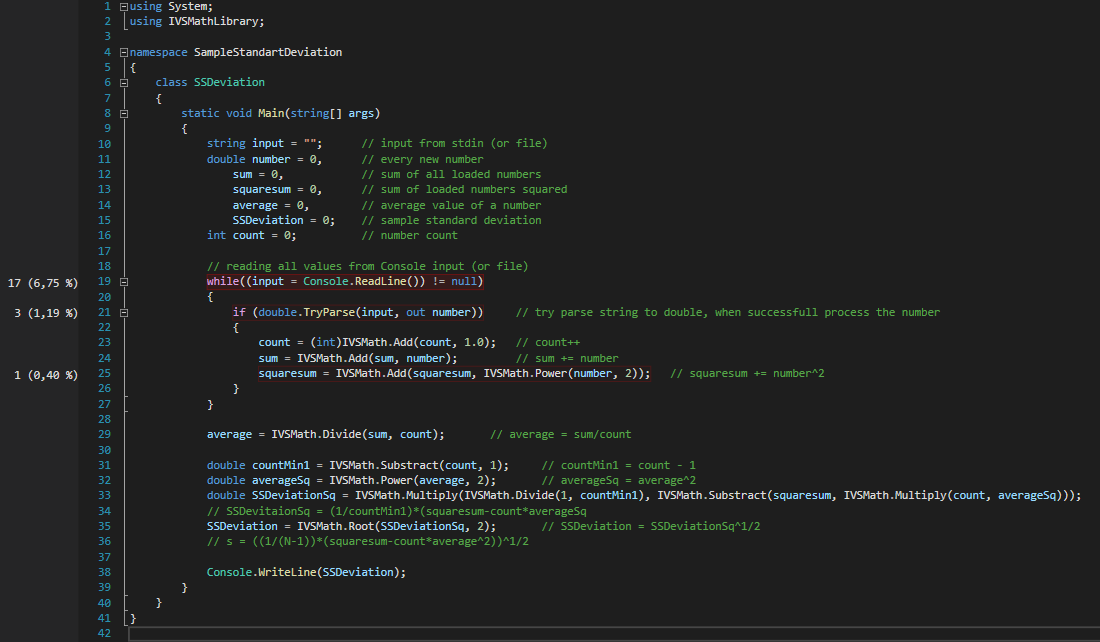 1 using System;
2 using IVSMathLibrary;
3
4 namespace SampleStandartDeviation
5 {
6 class SSDeviation
7 {
8 static void Main(string[] args)
9 {
10 string input = ""; // input from stdin (or file)
11 double number = 0, // every new number
12 sum = 0, // sum of all loaded numbers
13 squaresum = 0, // sum of loaded numbers squared
14 average = 0, // average value of a number
15 SSDeviation = 0; // sample standard deviation
16 int count = 0; // number count
17
18 // reading all values from Console input (or file)
17 (6,75 %) 19 while((input = Console.ReadLine()) != null)
20 {
3 (1,19 %) 21 if (double.TryParse(input, out number)) // try parse string to double, when successfull process the number
22 {
23 count = (int)IVSMath.Add(count, 1.0); // count++
24 sum = IVSMath.Add(sum, number); // sum += number
1 (0,40 %) 25 squaresum = IVSMath.Add(squaresum, IVSMath.Power(number, 2)); // squaresum += number^2
26 }
27 }
28
29 average = IVSMath.Divide(sum, count); // average = sum/count
30
31 double countMin1 = IVSMath.Substract(count, 1); // countMin1 = count - 1
32 double averageSq = IVSMath.Power(average, 2); // averageSq = average^2
33 double SSDeviationSq = IVSMath.Multiply(IVSMath.Divide(1, countMin1), IVSMath.Substract(squaresum, IVSMath.Multiply(count, averageSq)));
34 // SSDevitaionSq = (1/countMin1)*(squaresum-count*averageSq
35 SSDeviation = IVSMath.Root(SSDeviationSq, 2); // SSDeviation = SSDeviationSq^1/2
36 // s = ((1/(N-1))*(squaresum-count*average^2))^1/2
37
38 Console.WriteLine(SSDeviation);
39 }
40 }
41 }
42